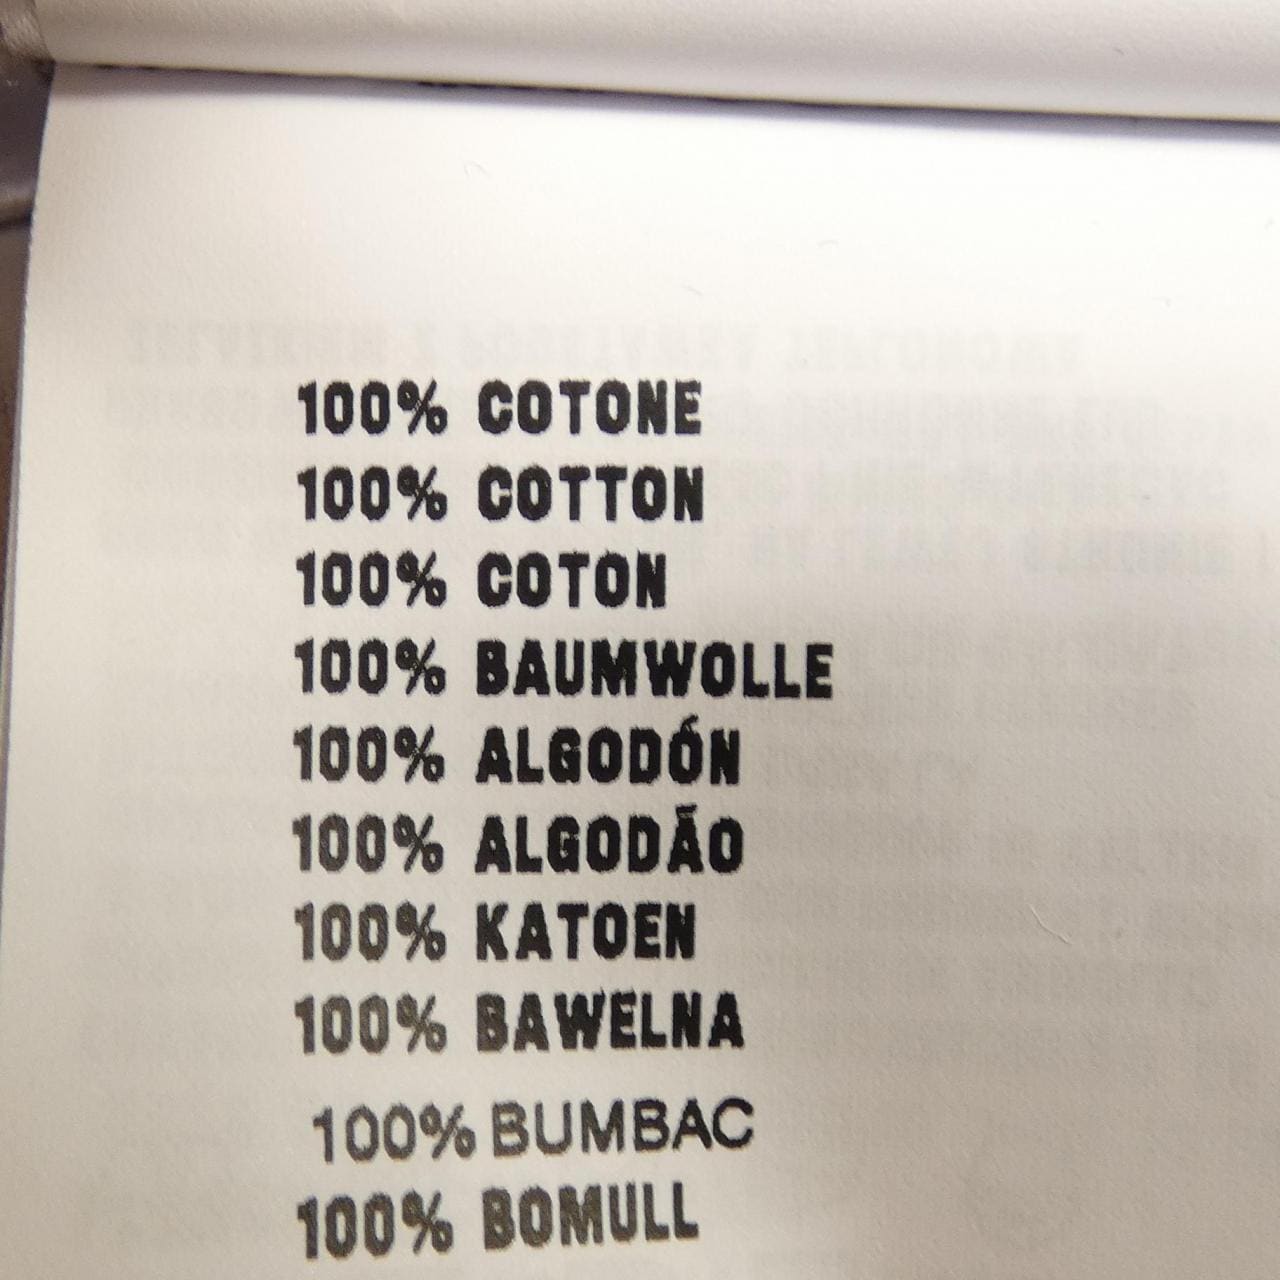 100% COTONE
100% COTTON
100% COTON
100% BAUMWOLLE
100% ALGODÓN
100% ALGODÃO
100% KATOEN
100% BAWELNA
100% BUMBAC
100% BOMULL